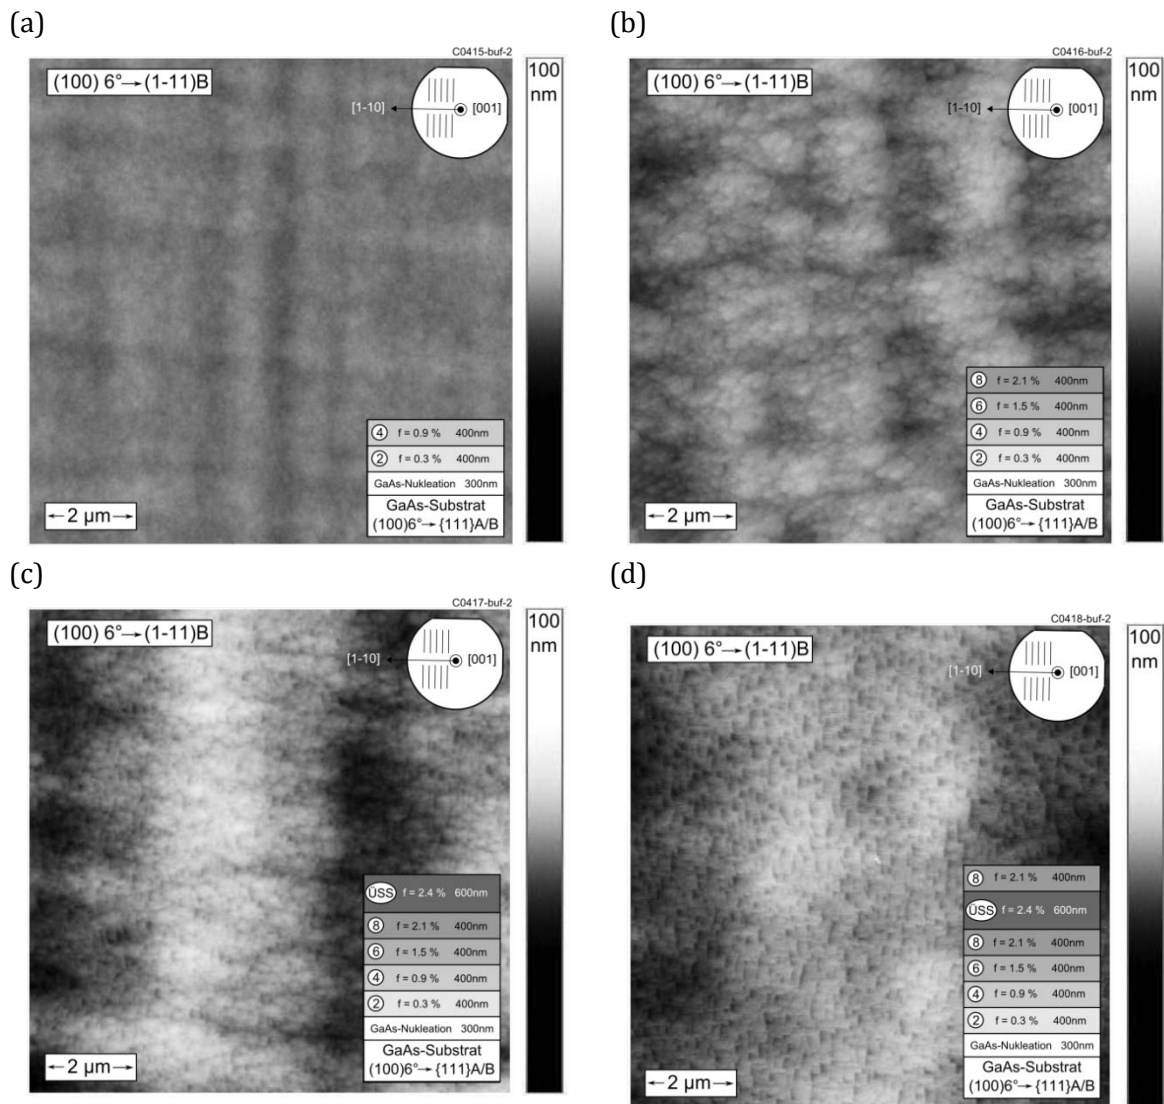 (a)
C0415-buf-2
(100) 6°→(1-11)B
[1-10]
[001]
100
nm
④ f = 0.9 % 400nm
② f = 0.3 % 400nm
GaAs-Nukleation 300nm
GaAs-Substrat
(100)6°→{111}A/B
←2 µm→
(b)
C0416-buf-2
(100) 6°→(1-11)B
[1-10]
[001]
100
nm
⑧ f = 2.1 % 400nm
⑥ f = 1.5 % 400nm
④ f = 0.9 % 400nm
② f = 0.3 % 400nm
GaAs-Nukleation 300nm
GaAs-Substrat
(100)6°→{111}A/B
←2 µm→
(c)
C0417-buf-2
(100) 6°→(1-11)B
[1-10]
[001]
100
nm
ÜSS f = 2.4 % 600nm
⑧ f = 2.1 % 400nm
⑥ f = 1.5 % 400nm
④ f = 0.9 % 400nm
② f = 0.3 % 400nm
GaAs-Nukleation 300nm
GaAs-Substrat
(100)6°→{111}A/B
←2 µm→
(d)
C0418-buf-2
(100) 6°→(1-11)B
[1-10]
[001]
100
nm
⑧ f = 2.1 % 400nm
ÜSS f = 2.4 % 600nm
⑧ f = 2.1 % 400nm
⑥ f = 1.5 % 400nm
④ f = 0.9 % 400nm
② f = 0.3 % 400nm
GaAs-Nukleation 300nm
GaAs-Substrat
(100)6°→{111}A/B
←2 µm→